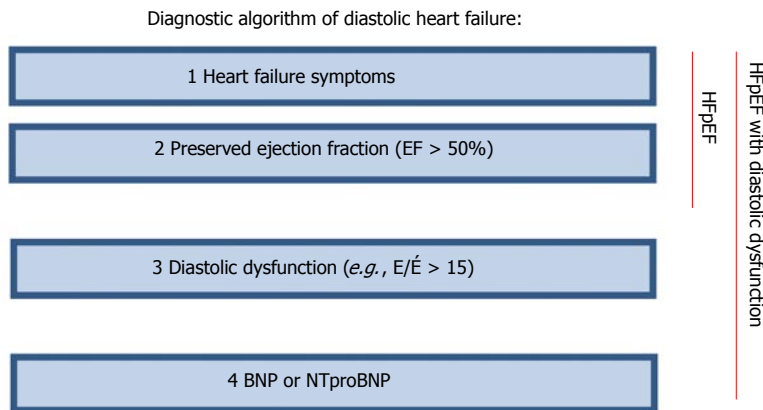 Diagnostic algorithm of diastolic heart failure:
1 Heart failure symptoms
2 Preserved ejection fraction (EF > 50%)
3 Diastolic dysfunction (e.g., E/É > 15)
4 BNP or NTproBNP
HFpEF
HFpEF with diastolic dysfunction